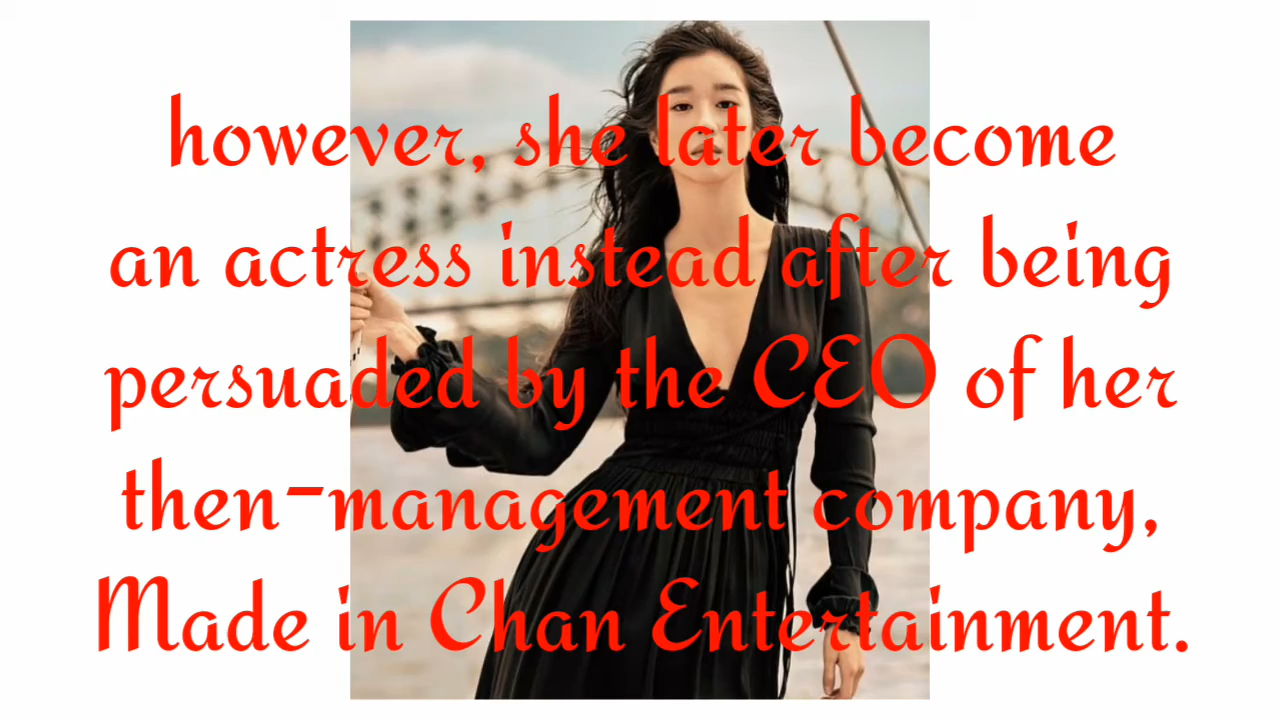 however, she later become
an actress instead after being
persuaded by the CEO of her
then-management company,
Made in Chan Entertainment.